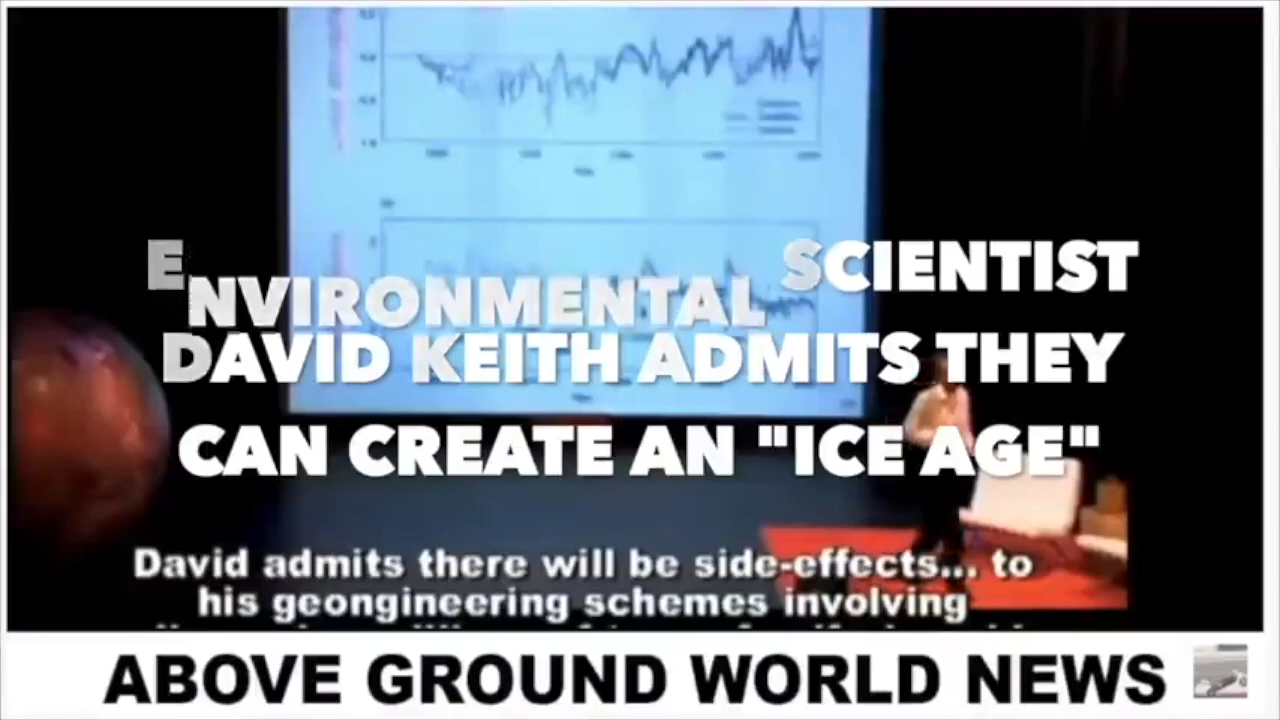 ENVIRONMENTAL SCIENTIST
DAVID KEITH ADMITS THEY
CAN CREATE AN "ICE AGE"
David admits there will be side-effects... to
his geongineering schemes involving
ABOVE GROUND WORLD NEWS